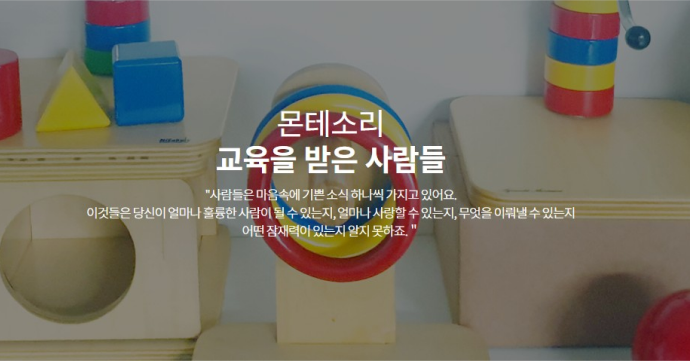 몬테소리
교육을 받은 사람들
"사람들은 마음속에 기쁜 소식 하나씩 가지고 있어요.
이것들은 당신이 얼마나 훌륭한 사람이 될 수 있는지, 얼마나 사랑할 수 있는지, 무엇을 이뤄낼 수 있는지
어떤 잠재력이 있는지 알지 못하죠. "